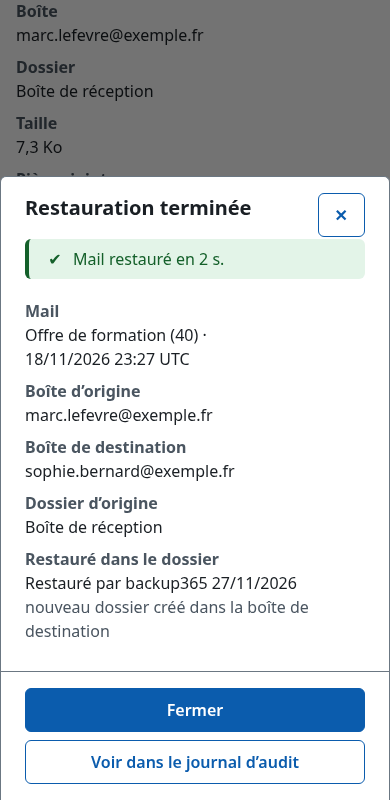 Boîte
marc.lefevre@exemple.fr
Dossier
Boîte de réception
Taille
7,3 Ko
Restauration terminée
×
✔ Mail restauré en 2 s.
Mail
Offre de formation (40) ·
18/11/2026 23:27 UTC
Boîte d’origine
marc.lefevre@exemple.fr
Boîte de destination
sophie.bernard@exemple.fr
Dossier d’origine
Boîte de réception
Restauré dans le dossier
Restauré par backup365 27/11/2026
nouveau dossier créé dans la boîte de
destination
Fermer
Voir dans le journal d’audit